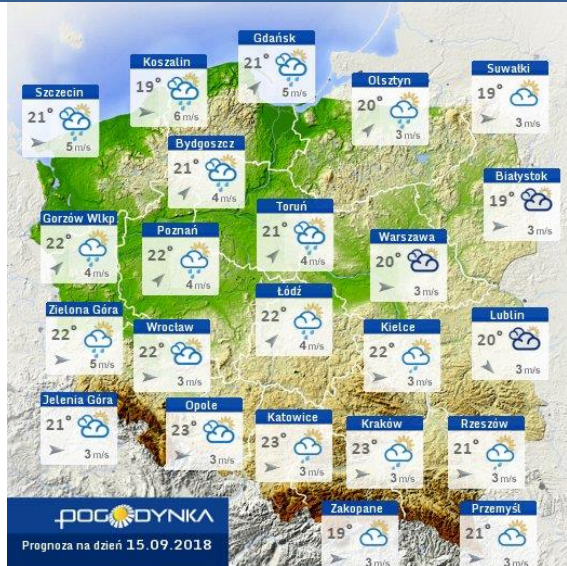 Gdańsk
21°
5 m/s
Koszalin
19°
6 m/s
Suwałki
19°
3 m/s
Olsztyn
20°
3 m/s
Szczecin
21°
5 m/s
Bydgoszcz
21°
4 m/s
Białystok
19°
3 m/s
Toruń
21°
4 m/s
Gorzów Wlkp
22°
4 m/s
Poznań
22°
4 m/s
Warszawa
20°
3 m/s
Łódź
22°
4 m/s
Zielona Góra
22°
5 m/s
Wrocław
22°
3 m/s
Kielce
22°
3 m/s
Lublin
20°
3 m/s
Jelenia Góra
21°
3 m/s
Opole
23°
3 m/s
Katowice
23°
3 m/s
Kraków
23°
3 m/s
Rzeszów
21°
3 m/s
Zakopane
19°
3 m/s
Przemyśl
21°
3 m/s
POGODYNKA
Prognoza na dzień 15.09.2018